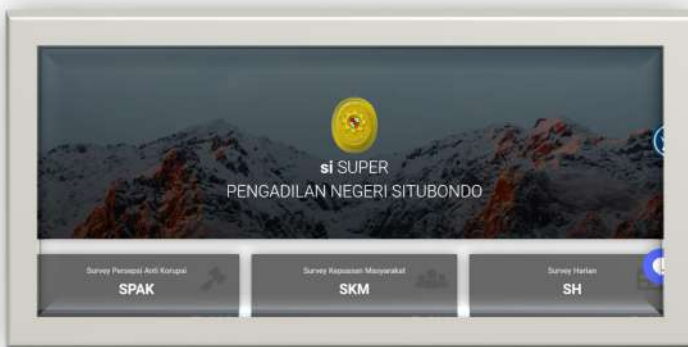 si SUPER
PENGADILAN NEGERI SITUBONDO
Survey Persepsi Anti Korupsi
SPAK
Survey Kepuasan Masyarakat
SKM
Survey Harian
SH